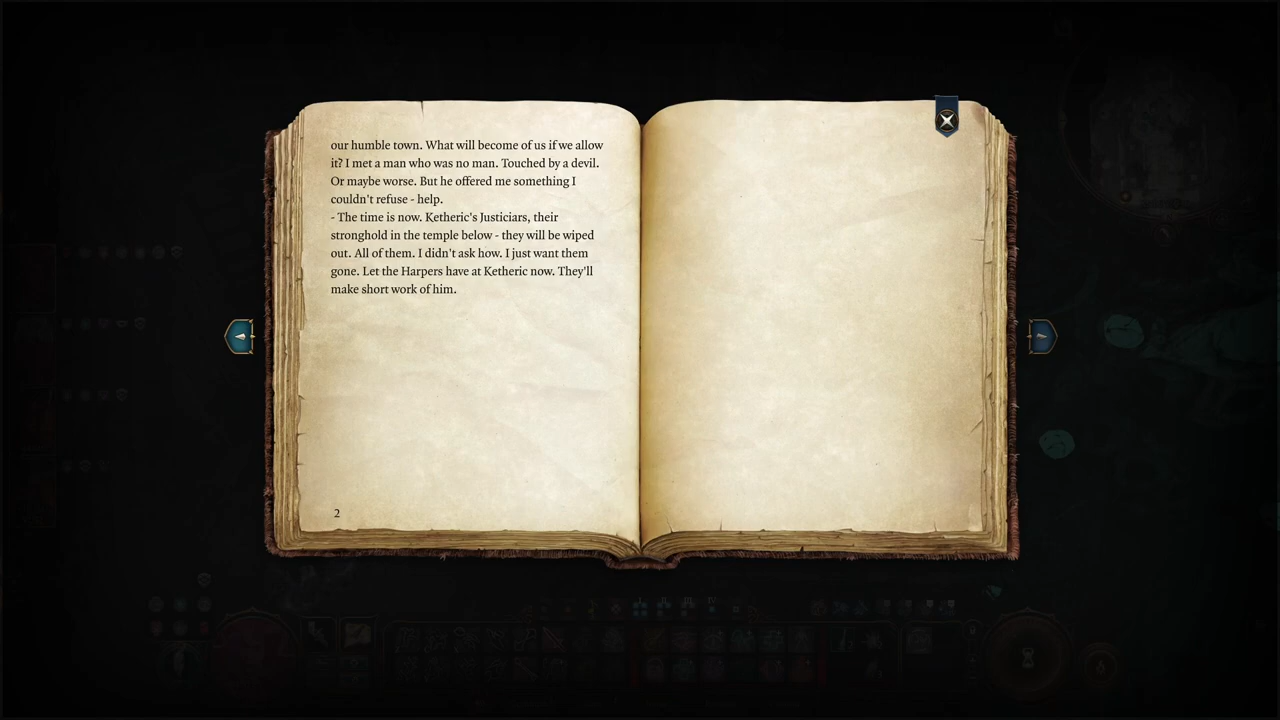 our humble town. What will become of us if we allow
it? I met a man who was no man. Touched by a devil.
Or maybe worse. But he offered me something I
couldn't refuse - help.
- The time is now. Ketheric's Justiciars, their
stronghold in the temple below - they will be wiped
out. All of them. I didn't ask how. I just want them
gone. Let the Harpers have at Ketheric now. They'll
make short work of him.
2